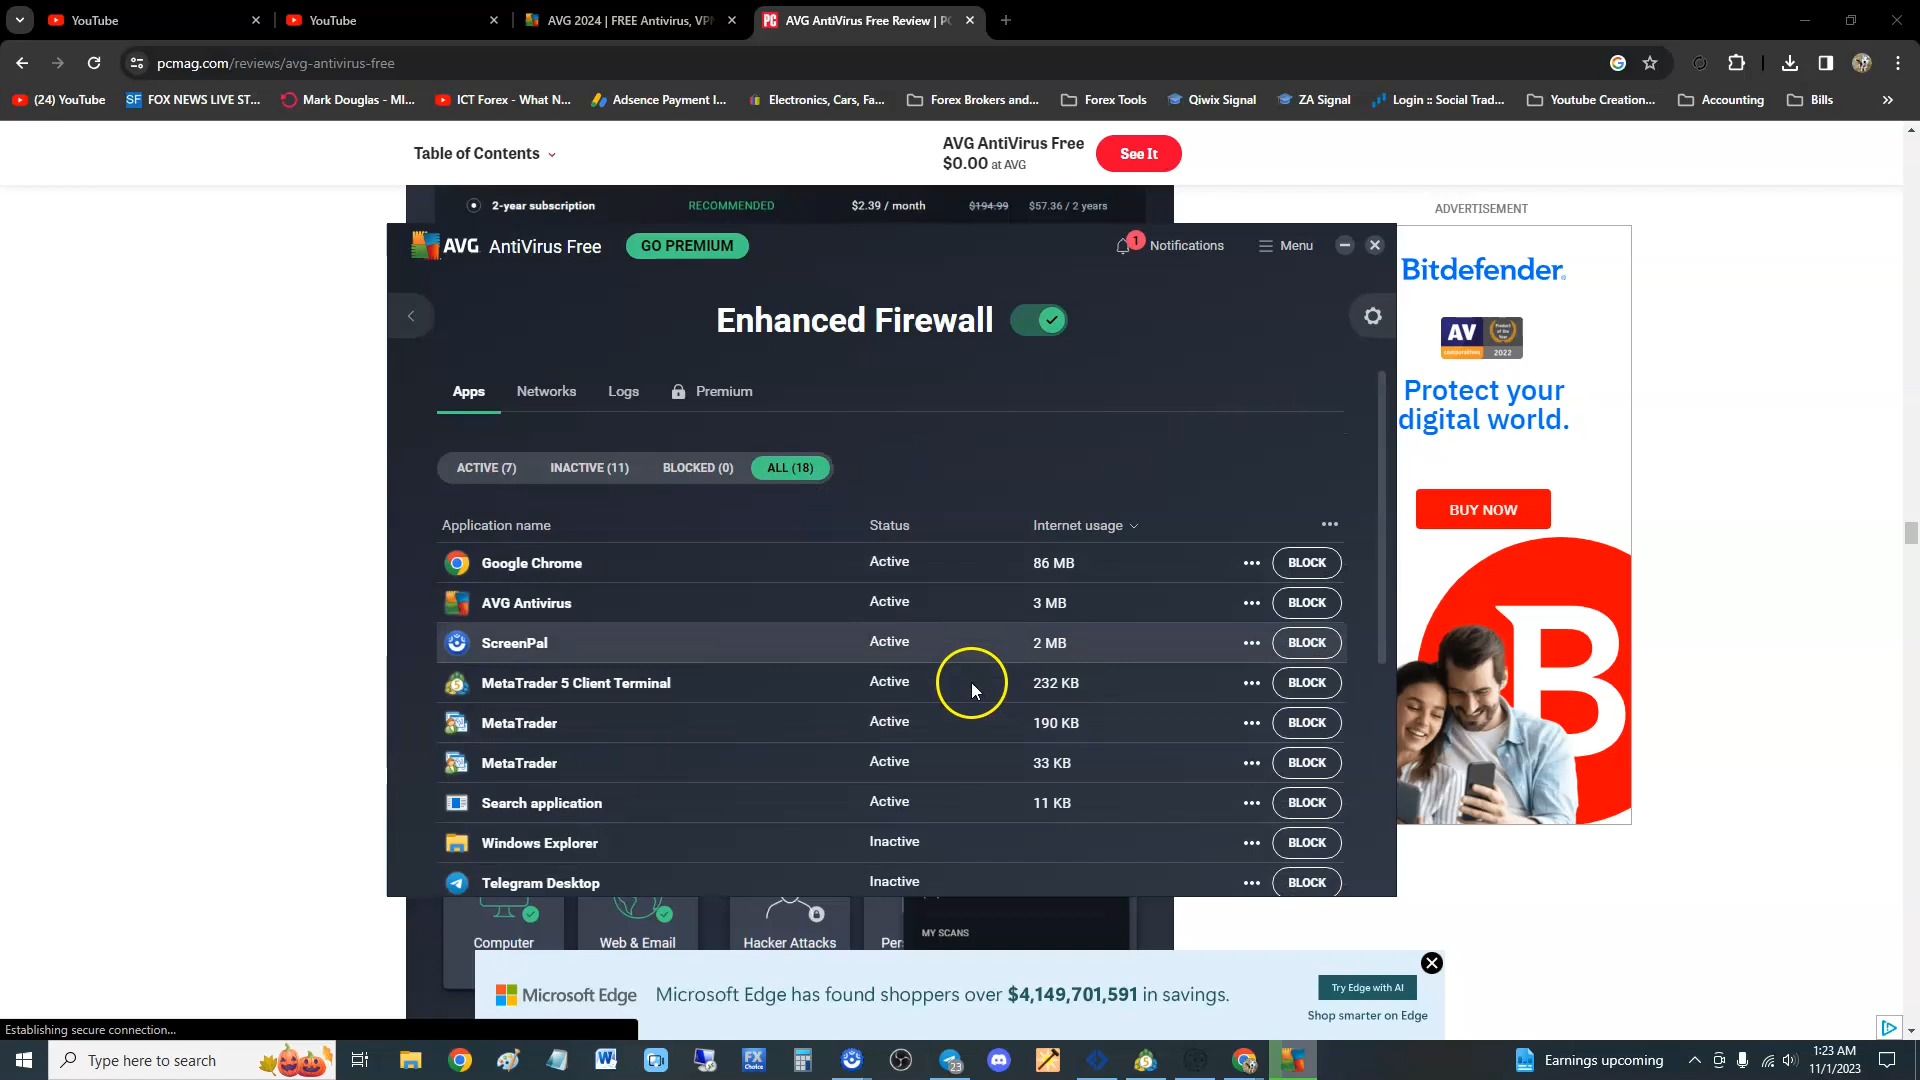 YouTube
YouTube
AVG 2024 | FREE Antivirus, VPN
AVG AntiVirus Free Review | PC
pcmag.com/reviews/avg-antivirus-free
(24) YouTube
FOX NEWS LIVE ST...
Mark Douglas - MI...
ICT Forex - What N...
Adsence Payment I...
Electronics, Cars, Fa...
Forex Brokers and...
Forex Tools
Qiwix Signal
ZA Signal
Login :: Social Trad...
Youtube Creation...
Accounting
Bills
Table of Contents
AVG AntiVirus Free
$0.00 at AVG
See It
2-year subscription RECOMMENDED $2.39 / month $194.99 $57.36 / 2 years
ADVERTISEMENT
AVG AntiVirus Free
GO PREMIUM
1 Notifications
Menu
Enhanced Firewall
Apps Networks Logs Premium
ACTIVE (7) INACTIVE (11) BLOCKED (0) ALL (18)
Application name Status Internet usage
Google Chrome Active 86 MB BLOCK
AVG Antivirus Active 3 MB BLOCK
ScreenPal Active 2 MB BLOCK
MetaTrader 5 Client Terminal Active 232 KB BLOCK
MetaTrader Active 190 KB BLOCK
MetaTrader Active 33 KB BLOCK
Search application Active 11 KB BLOCK
Windows Explorer Inactive BLOCK
Telegram Desktop Inactive BLOCK
Bitdefender
AV
comparatives 2022
Protect your
digital world.
BUY NOW
B
MY SCANS
Computer Web & Email Hacker Attacks Per
Microsoft Edge
Microsoft Edge has found shoppers over $4,149,701,591 in savings.
Try Edge with AI
Shop smarter on Edge
Establishing secure connection...
Type here to search
FX
Choice
23
Earnings upcoming
1:23 AM
11/1/2023